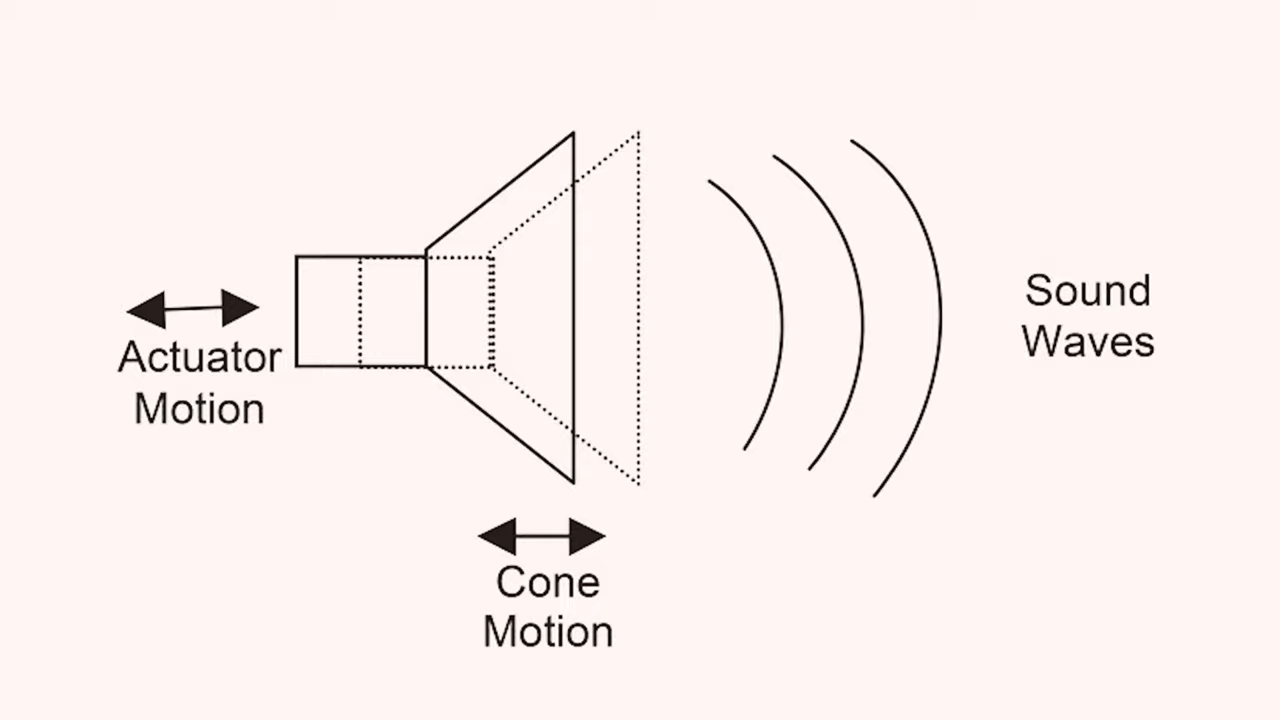 Actuator
Motion
Cone
Motion
Sound
Waves